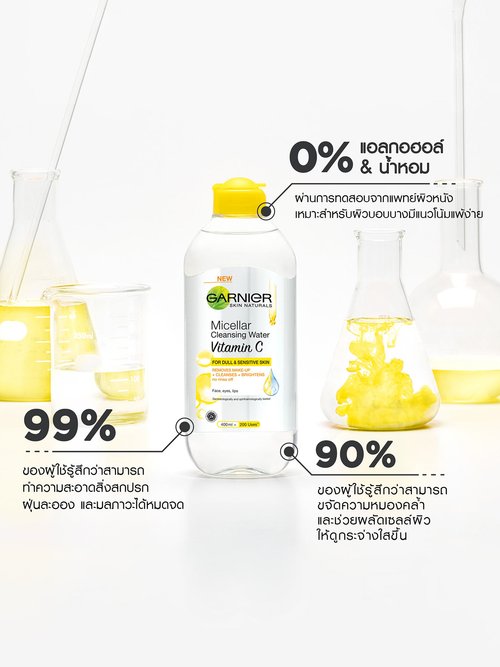 0% แอลกอฮอล์
& น้ำหอม
ผ่านการทดสอบจากแพทย์ผิวหนัง
เหมาะสำหรับผิวบอบบางมีแนวโน้มแพ้ง่าย
NEW
GARNIER
SKIN NATURALS
Micellar
Cleansing Water
Vitamin C
FOR DULL & SENSITIVE SKIN
REMOVES MAKE-UP
+ CLEANSES + BRIGHTENS
no rinse off
Face, eyes, lips
Dermatologically and ophthalmologically tested
400ml = 200 Uses
99%
ของผู้ใช้รู้สึกว่าสามารถ
ทำความสะอาดสิ่งสกปรก
ฝุ่นละออง และมลภาวะได้หมดจด
90%
ของผู้ใช้รู้สึกว่าสามารถ
ขจัดความหมองคล้ำ
และช่วยผลัดเซลล์ผิว
ให้ดูกระจ่างใสขึ้น